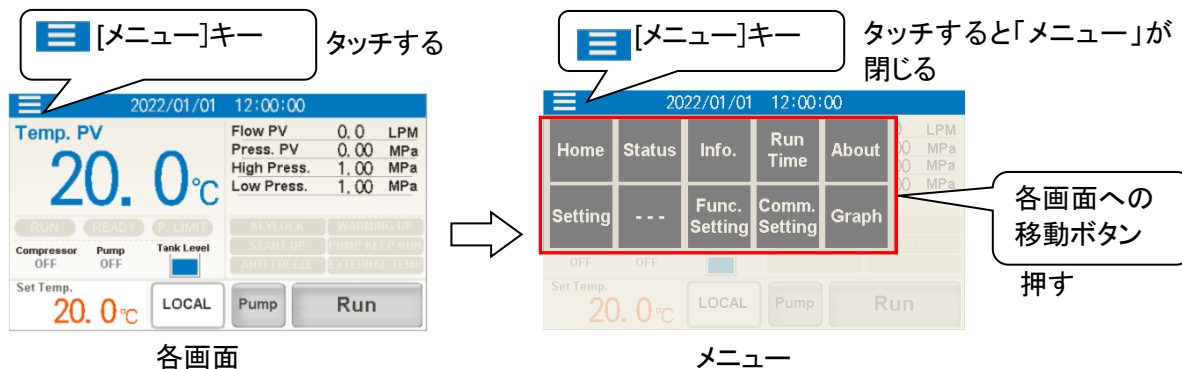 [メニュー]キー
タッチする
2022/01/01 12:00:00
Temp. PV
20.0℃
Flow PV 0.0 LPM
Press. PV 0.00 MPa
High Press. 1.00 MPa
Low Press. 1.00 MPa
RUN READY P. LIMIT
KEYLOCK WARMING UP
START-UP PUMP KEEP RUN
ANTI FREEZE EXTERNAL TEMP
Compressor Pump Tank Level
OFF OFF
Set Temp.
20.0℃
LOCAL
Pump
Run
各画面
[メニュー]キー
タッチすると「メニュー」が
閉じる
2022/01/01 12:00:00
Home Status Info. Run Time About
Setting --- Func. Setting Comm. Setting Graph
LPM
MPa
MPa
MPa
OFF OFF
Set Temp.
20.0℃
LOCAL
Pump
Run
各画面への
移動ボタン
押す
メニュー